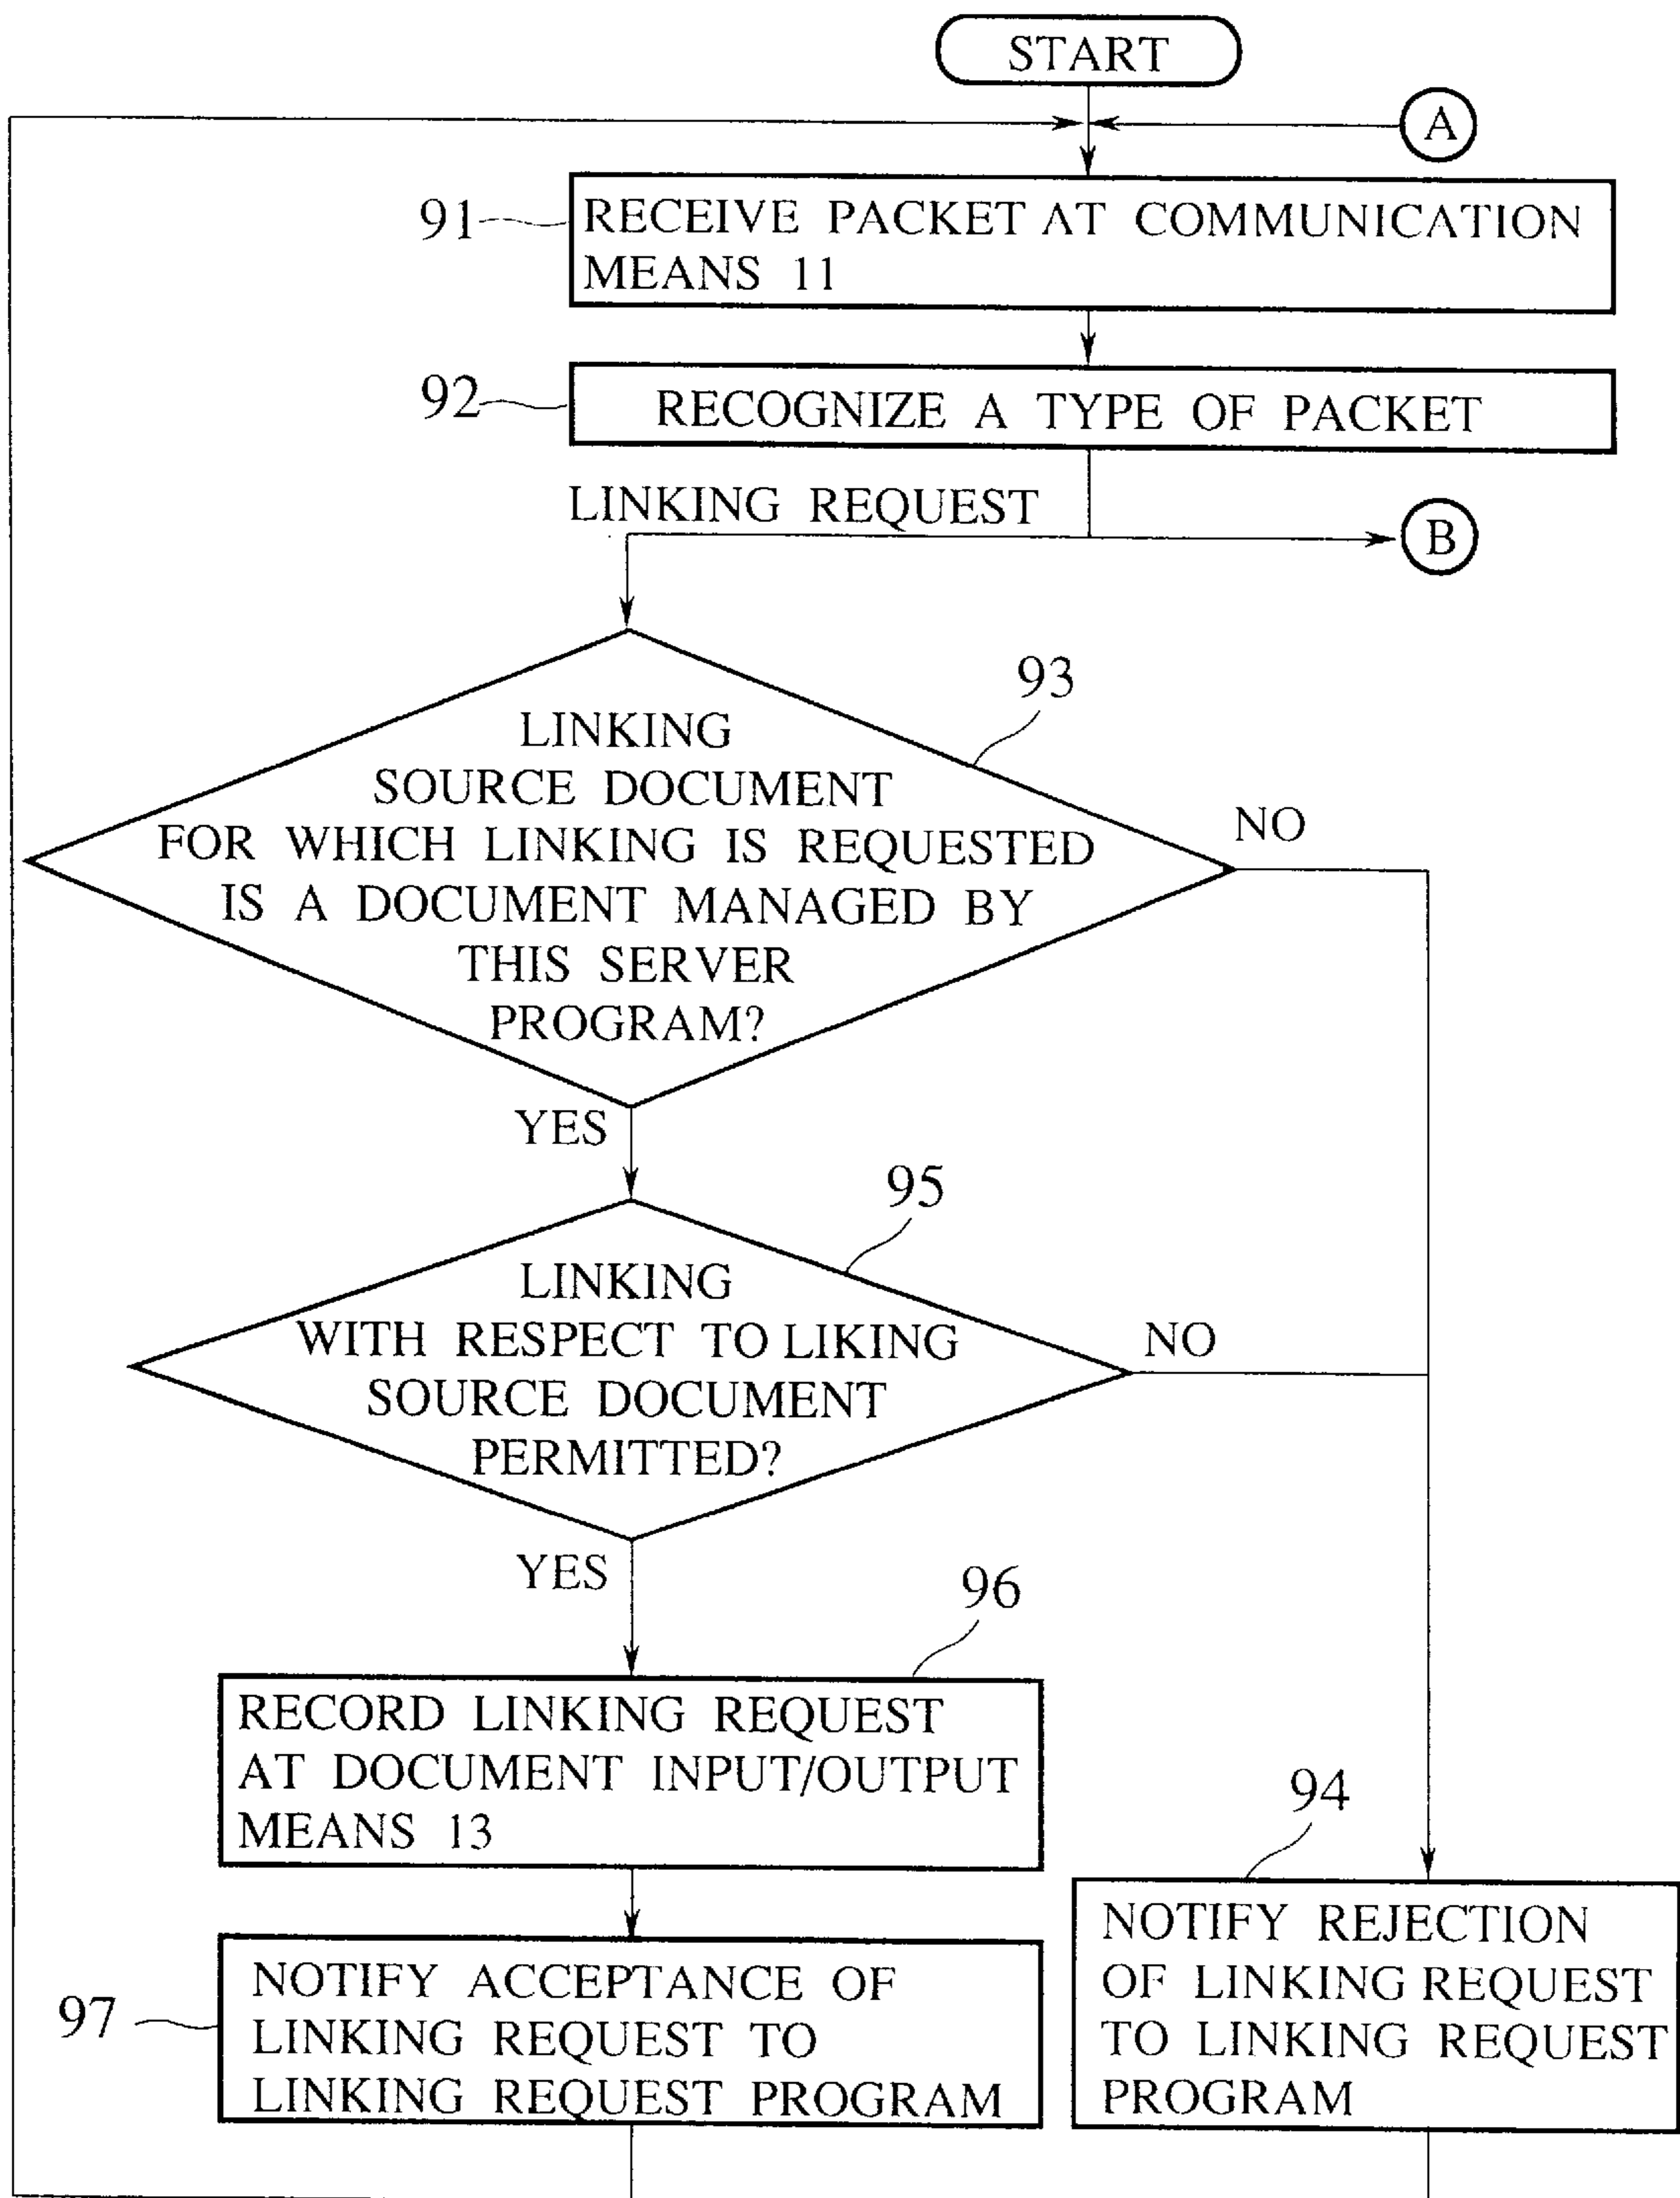 START
A
91
RECEIVE PACKET AT COMMUNICATION
MEANS 11
92
RECOGNIZE A TYPE OF PACKET
LINKING REQUEST
B
93
LINKING
SOURCE DOCUMENT
FOR WHICH LINKING IS REQUESTED
IS A DOCUMENT MANAGED BY
THIS SERVER
PROGRAM?
NO
YES
95
LINKING
WITH RESPECT TO LIKING
SOURCE DOCUMENT
PERMITTED?
NO
YES
96
RECORD LINKING REQUEST
AT DOCUMENT INPUT/OUTPUT
MEANS 13
94
NOTIFY REJECTION
OF LINKING REQUEST
TO LINKING REQUEST
PROGRAM
97
NOTIFY ACCEPTANCE OF
LINKING REQUEST TO
LINKING REQUEST PROGRAM